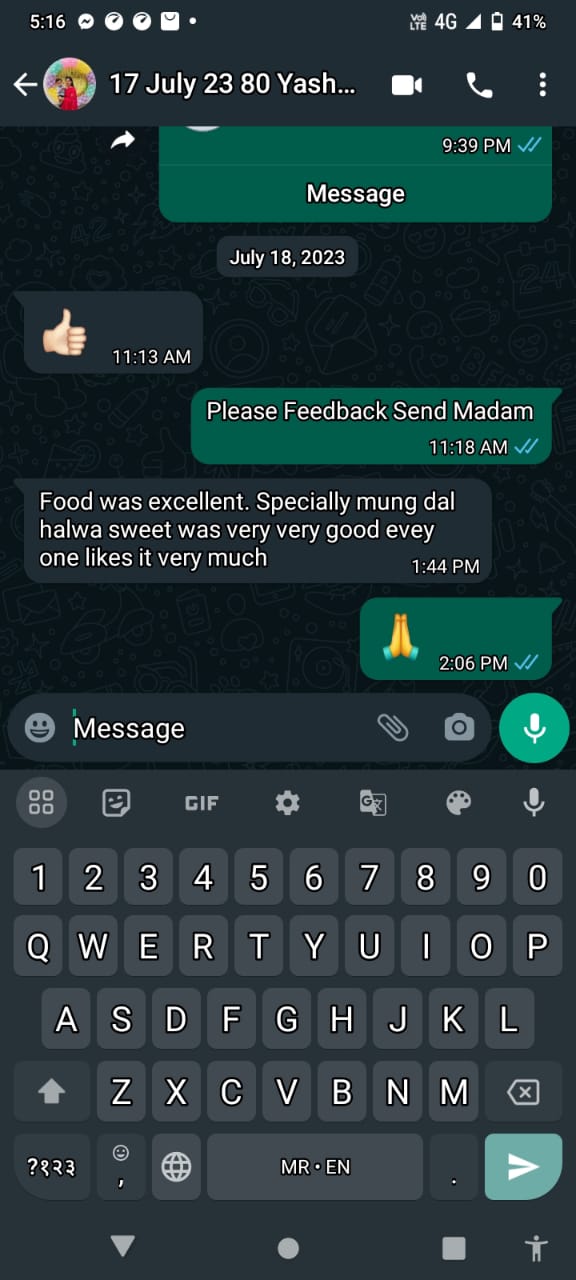 5:16
Vo)
LTE
4G
41%
17 July 23 80 Yash...
9:39 PM
Message
July 18, 2023
11:13 AM
Please Feedback Send Madam
11:18 AM
Food was excellent. Specially mung dal
halwa sweet was very very good evey
one likes it very much
1:44 PM
2:06 PM
Message
GIF
1 2 3 4 5 6 7 8 9 0
Q W E R T Y U I O P
A S D F G H J K L
Z X C V B N M
?१२३
,
MR • EN
.